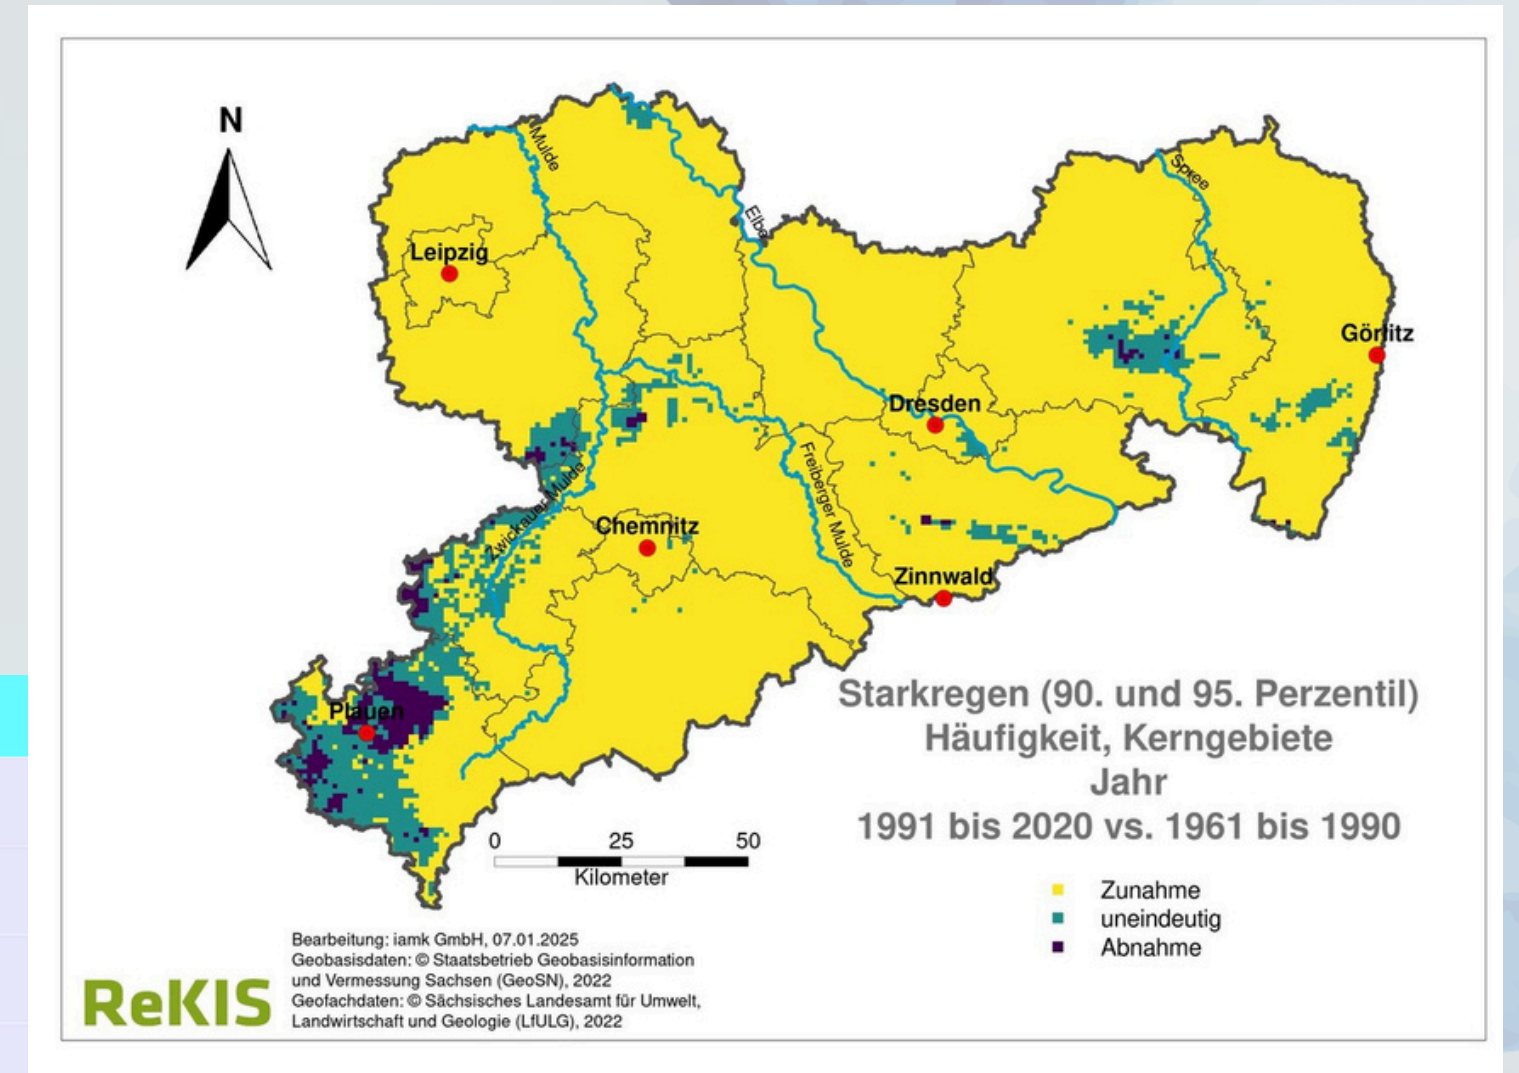 N
Mulde
Elbe
Spree
Leipzig
Görlitz
Dresden
Freiberger Mulde
Zwickauer Mulde
Chemnitz
Zinnwald
Plauen
Starkregen (90. und 95. Perzentil)
Häufigkeit, Kerngebiete
Jahr
1991 bis 2020 vs. 1961 bis 1990
0 25 50
Kilometer
Zunahme
uneindeutig
Abnahme
Bearbeitung: iamk GmbH, 07.01.2025
Geobasisdaten: © Staatsbetrieb Geobasisinformation
und Vermessung Sachsen (GeoSN), 2022
Geofachdaten: © Sächsisches Landesamt für Umwelt,
Landwirtschaft und Geologie (LfULG), 2022
ReKIS